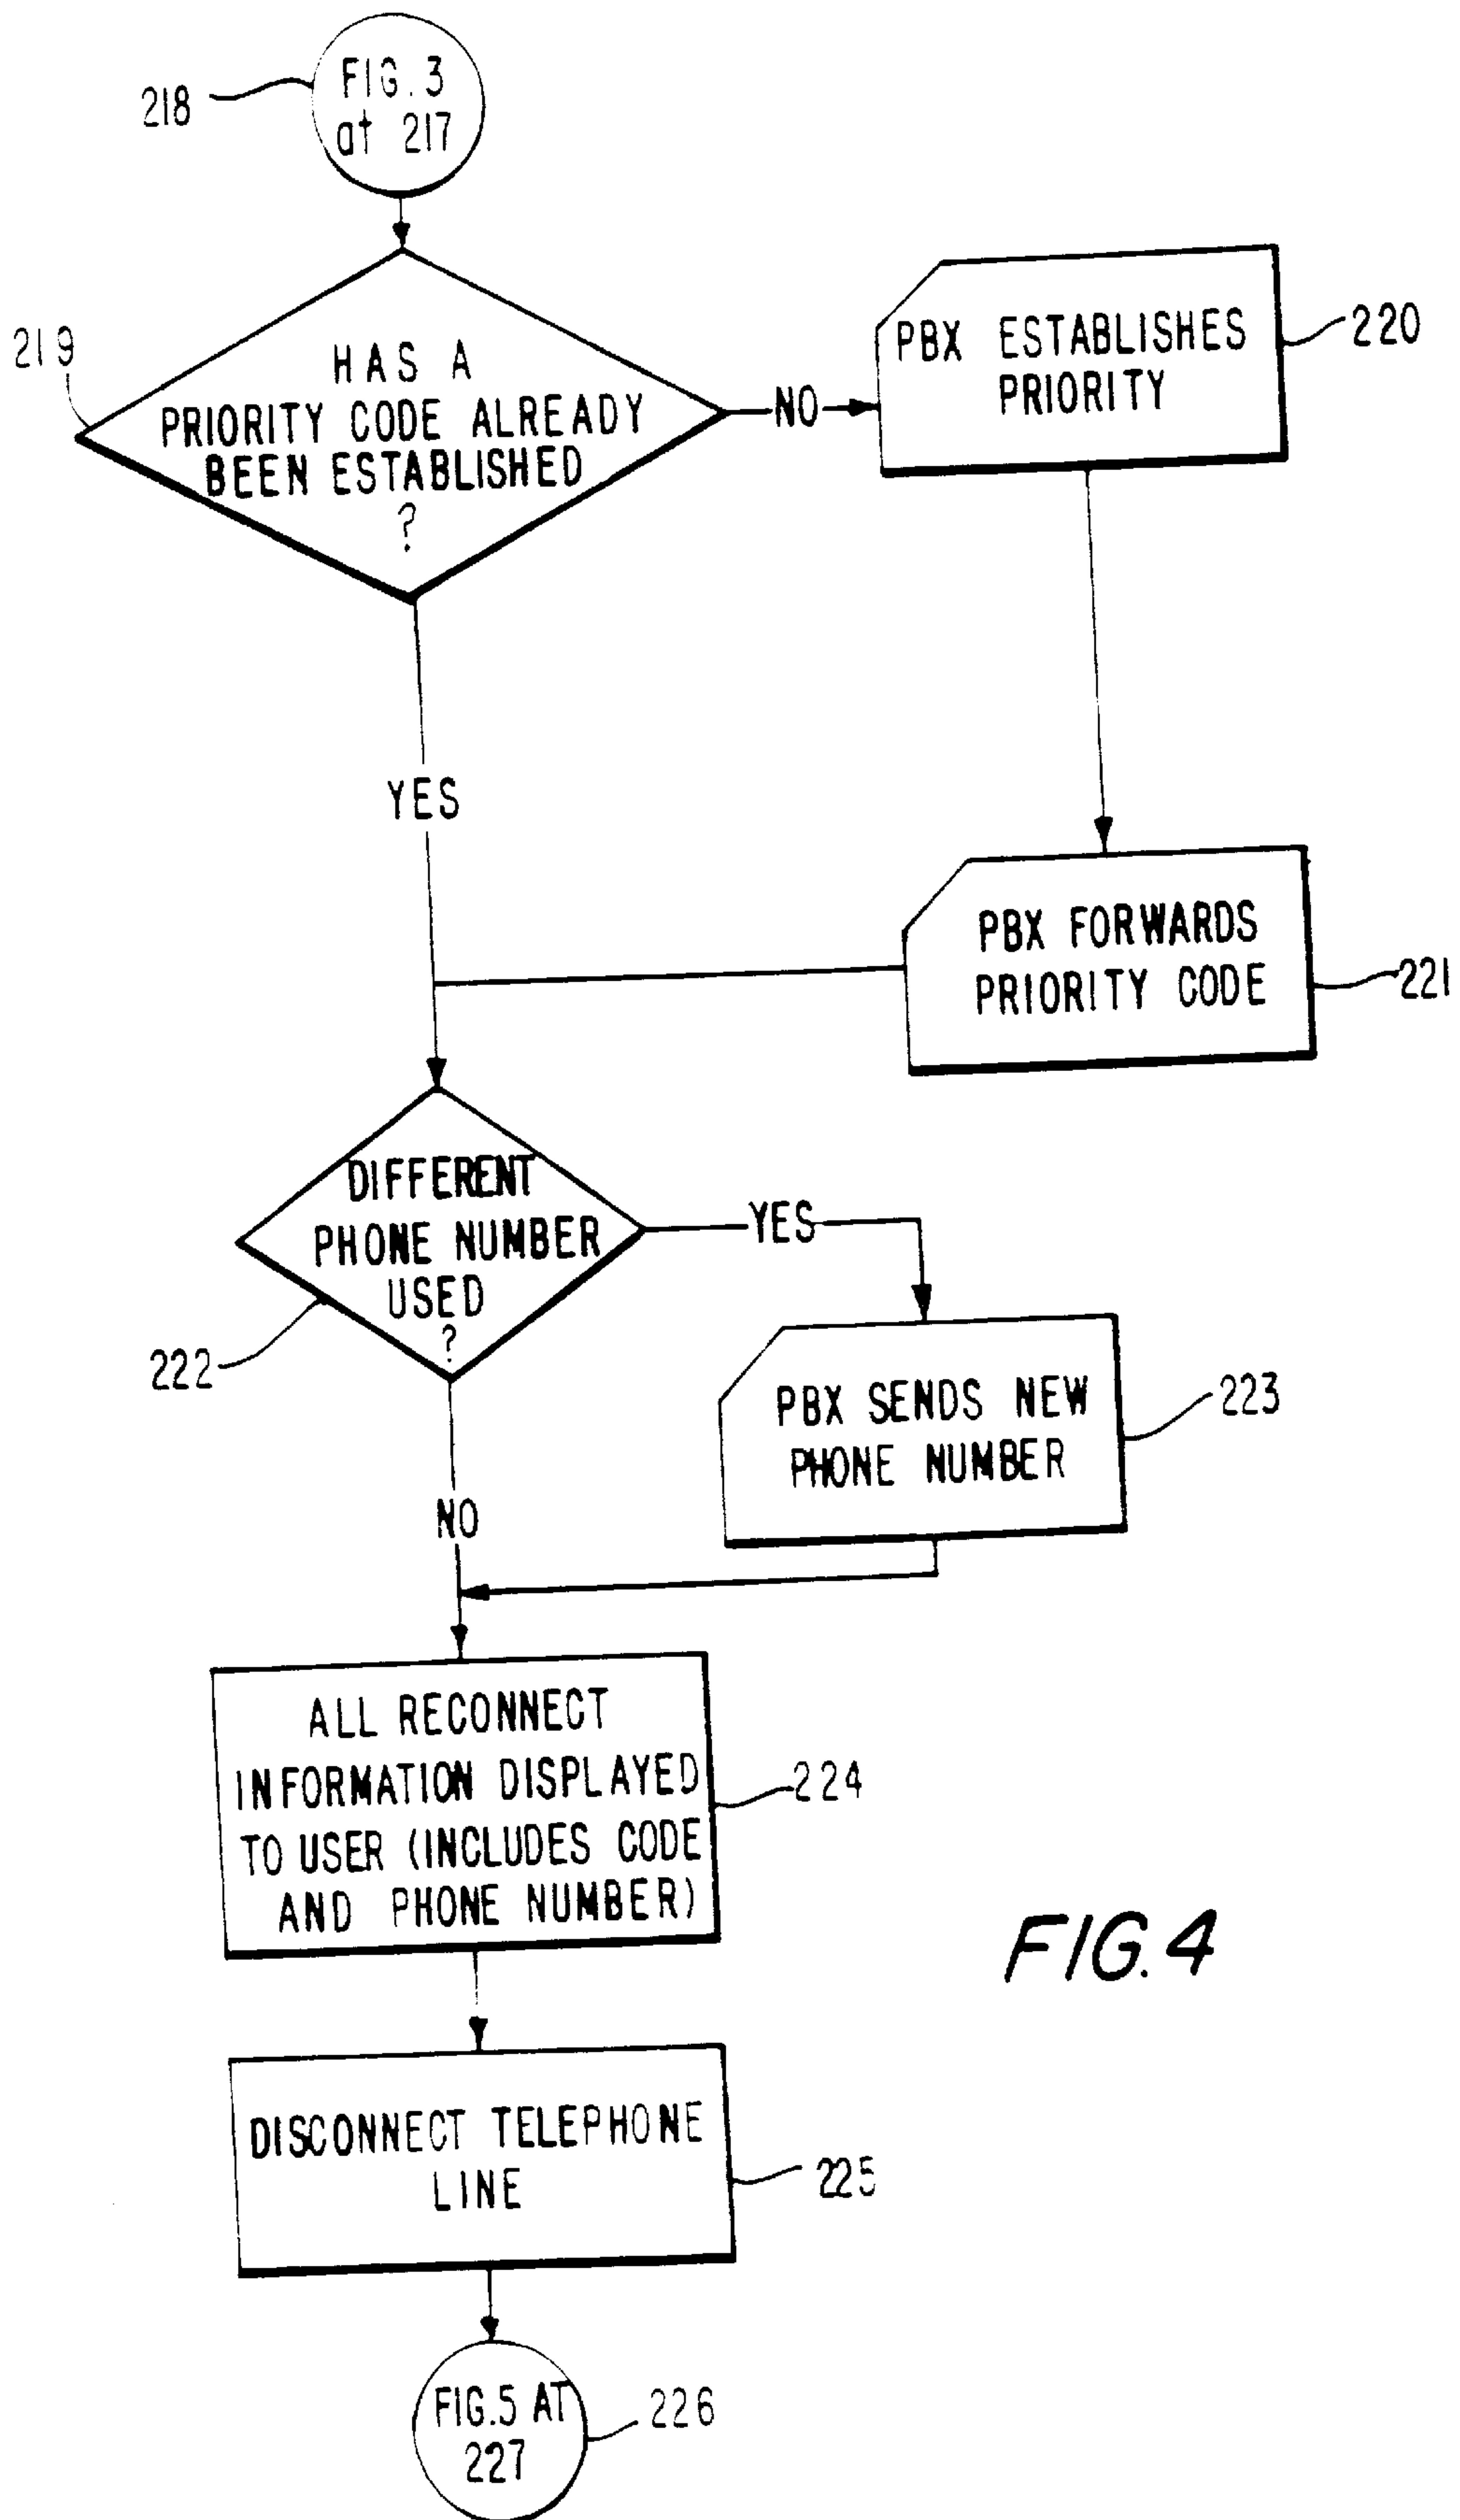 FIG. 3
at 217
218
219
HAS A
PRIORITY CODE ALREADY
BEEN ESTABLISHED
?
NO
PBX ESTABLISHES
PRIORITY
220
YES
PBX FORWARDS
PRIORITY CODE
221
DIFFERENT
PHONE NUMBER
USED
?
222
YES
PBX SENDS NEW
PHONE NUMBER
223
NO
ALL RECONNECT
INFORMATION DISPLAYED
TO USER (INCLUDES CODE
AND PHONE NUMBER)
224
FIG. 4
DISCONNECT TELEPHONE
LINE
225
FIG. 5 AT
227
226